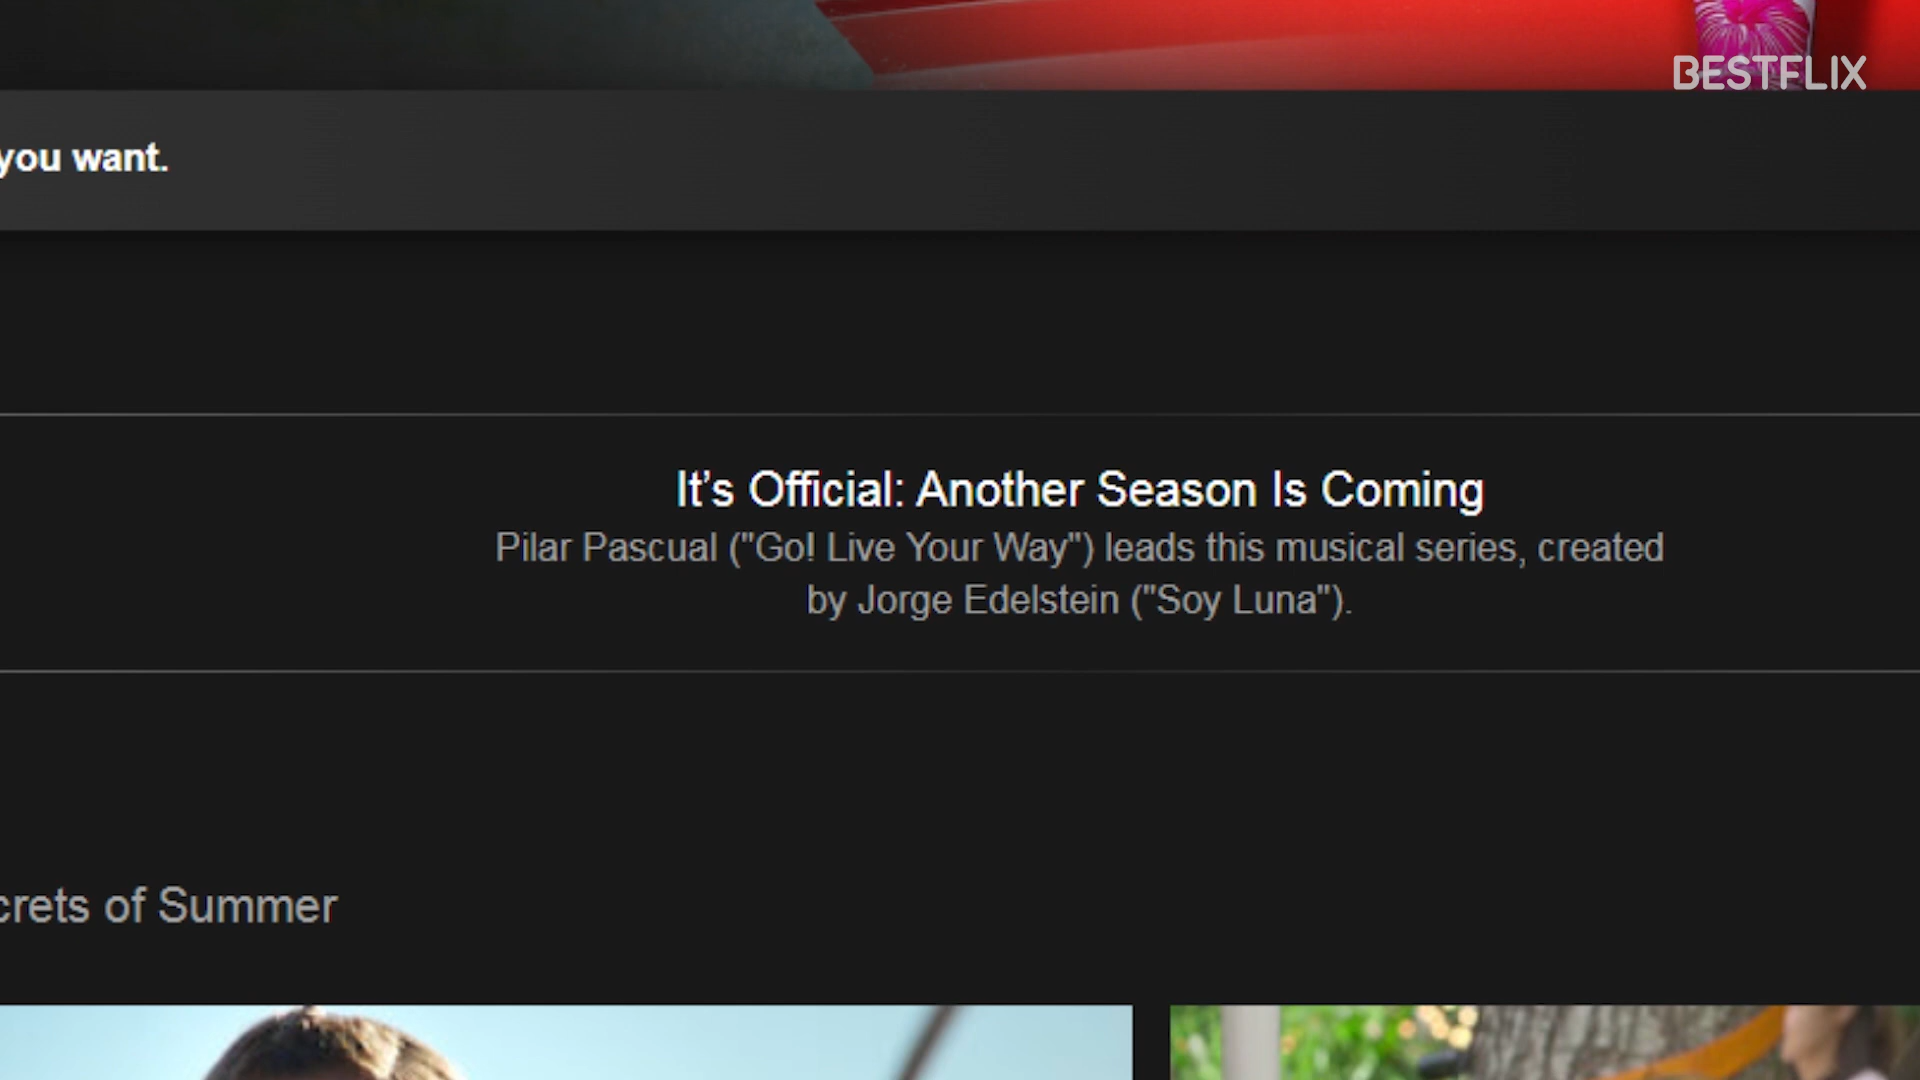 BESTFLIX
you want.
It’s Official: Another Season Is Coming
Pilar Pascual ("Go! Live Your Way") leads this musical series, created
by Jorge Edelstein ("Soy Luna").
crets of Summer